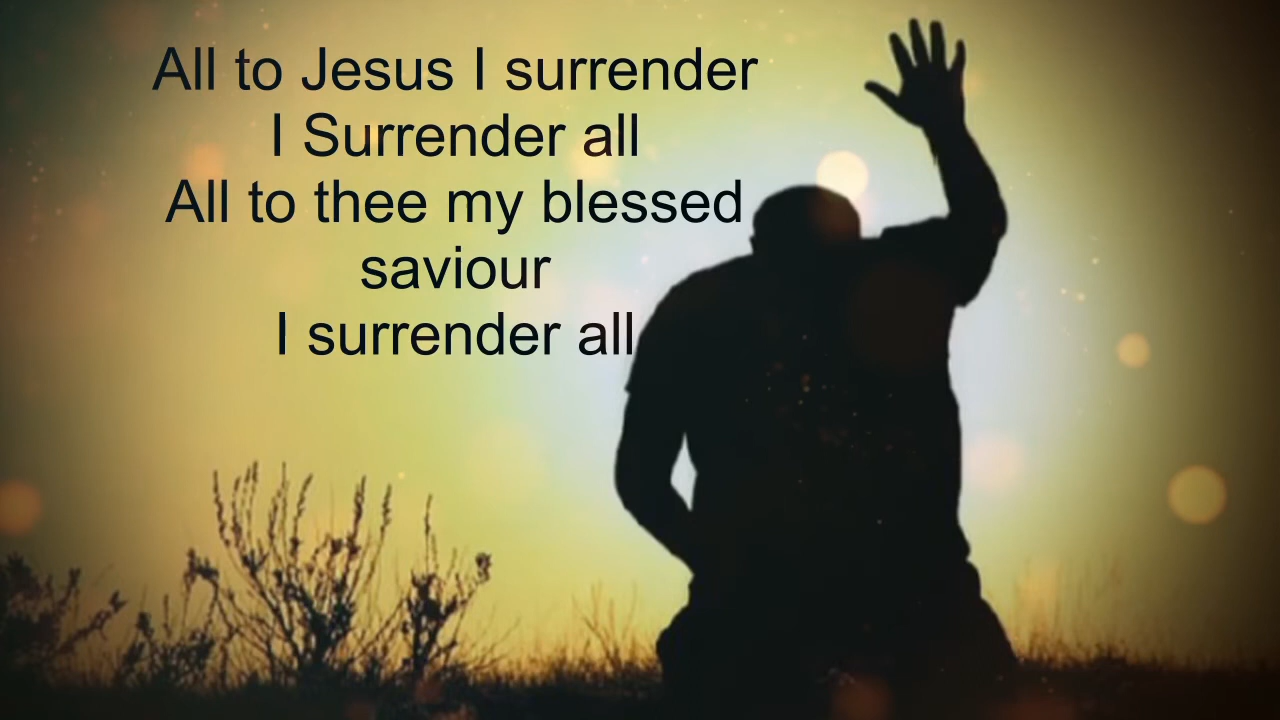 All to Jesus I surrender
I Surrender all
All to thee my blessed
saviour
I surrender all